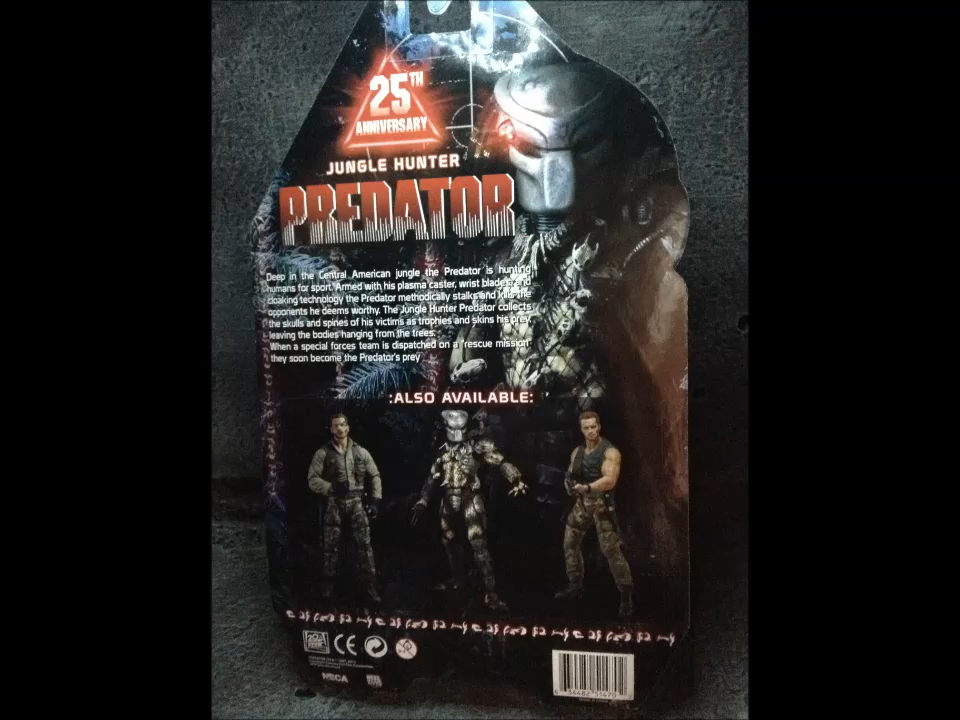 25TH
ANNIVERSARY
JUNGLE HUNTER
PREDATOR
Deep in the Central American jungle the Predator is hunting
humans for sport. Armed with his plasma caster, wrist blades, and
cloaking technology the Predator methodically stalks and kills the
opponents he deems worthy. The Jungle Hunter Predator collects
the skulls and spines of his victims as trophies and skins his prey,
leaving the bodies hanging from the trees.
When a special forces team is dispatched on a "rescue mission"
they soon become the Predator's prey
:ALSO AVAILABLE:
CE
NECA